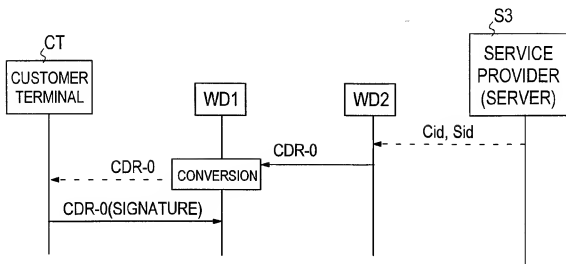 S3
CT
SERVICE
PROVIDER
(SERVER)
CUSTOMER
TERMINAL
WD1
WD2
Cid, Sid
CDR-0
CDR-0
CONVERSION
CDR-0(SIGNATURE)